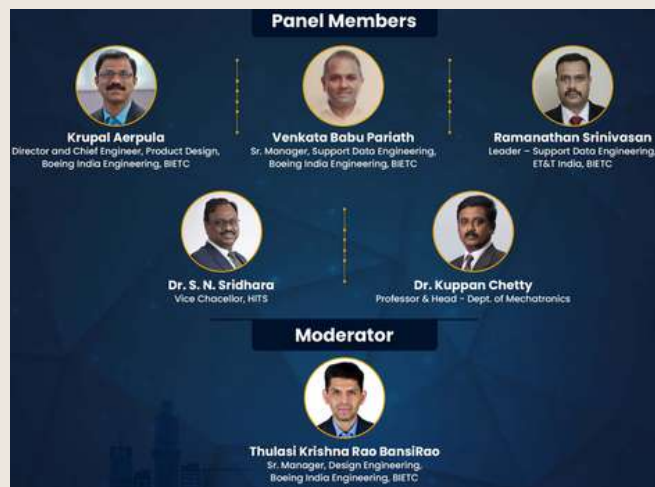 Panel Members
Krupal Aerpula
Director and Chief Engineer, Product Design,
Boeing India Engineering, BIETC
Venkata Babu Pariath
Sr. Manager, Support Data Engineering,
Boeing India Engineering, BIETC
Ramanathan Srinivasan
Leader – Support Data Engineering,
ET&T India, BIETC
Dr. S. N. Sridhara
Vice Chacellor, HITS
Dr. Kuppan Chetty
Professor & Head - Dept. of Mechatronics
Moderator
Thulasi Krishna Rao BansiRao
Sr. Manager, Design Engineering,
Boeing India Engineering, BIETC